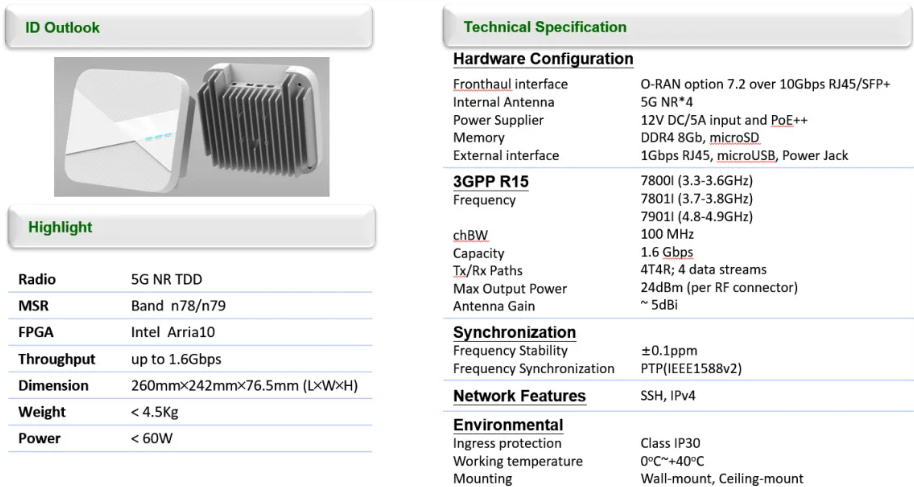 ID Outlook
Highlight
Radio 5G NR TDD
MSR Band n78/n79
FPGA Intel Arria10
Throughput up to 1.6Gbps
Dimension 260mm×242mm×76.5mm (L×W×H)
Weight < 4.5Kg
Power < 60W
Technical Specification
Hardware Configuration
Fronthaul interface O-RAN option 7.2 over 10Gbps RJ45/SFP+
Internal Antenna 5G NR*4
Power Supplier 12V DC/5A input and PoE++
Memory DDR4 8Gb, microSD
External interface 1Gbps RJ45, microUSB, Power Jack
3GPP R15 7800I (3.3-3.6GHz)
Frequency 7801I (3.7-3.8GHz)
7901I (4.8-4.9GHz)
chBW 100 MHz
Capacity 1.6 Gbps
Tx/Rx Paths 4T4R; 4 data streams
Max Output Power 24dBm (per RF connector)
Antenna Gain ~ 5dBi
Synchronization
Frequency Stability ±0.1ppm
Frequency Synchronization PTP(IEEE1588v2)
Network Features SSH, IPv4
Environmental
Ingress protection Class IP30
Working temperature 0°C~+40°C
Mounting Wall-mount, Ceiling-mount